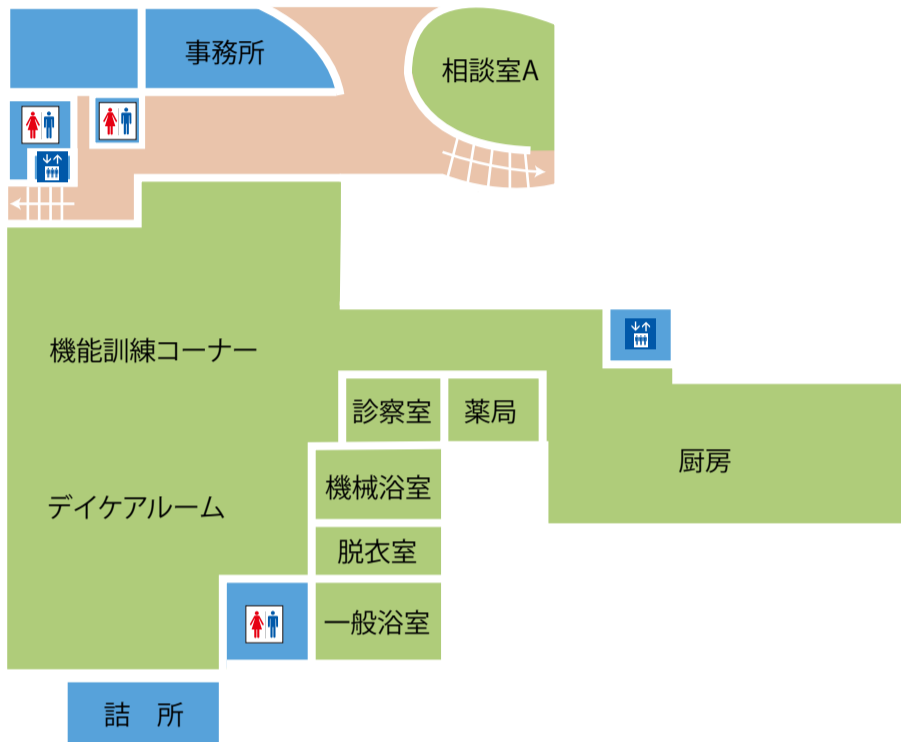 事務所
相談室A
機能訓練コーナー
診察室
薬局
厨房
機械浴室
デイケアルーム
脱衣室
一般浴室
詰　所